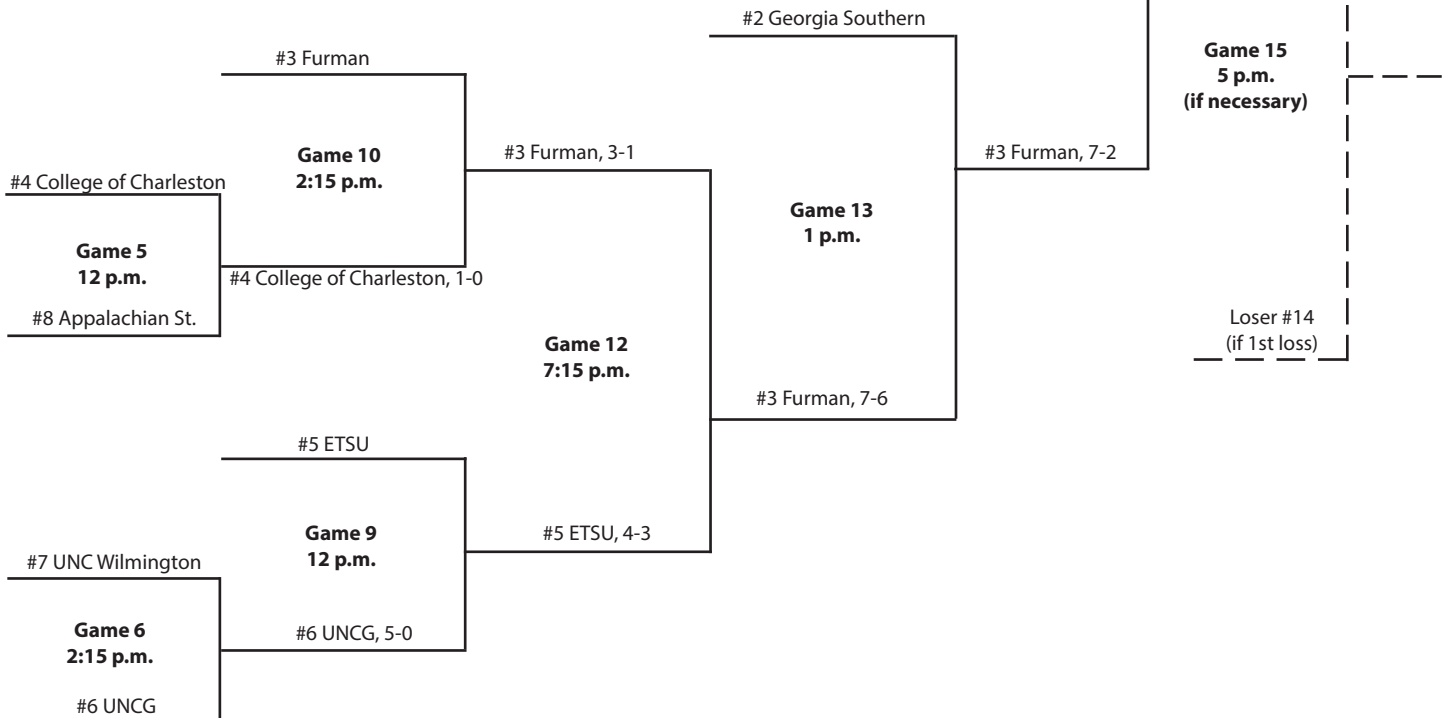 #2 Georgia Southern
#3 Furman
Game 15
5 p.m.
(if necessary)
Game 10
2:15 p.m.
#3 Furman, 3-1
#3 Furman, 7-2
#4 College of Charleston
Game 13
1 p.m.
Game 5
12 p.m.
#4 College of Charleston, 1-0
#8 Appalachian St.
Loser #14
(if 1st loss)
Game 12
7:15 p.m.
#3 Furman, 7-6
#5 ETSU
Game 9
12 p.m.
#5 ETSU, 4-3
#7 UNC Wilmington
Game 6
2:15 p.m.
#6 UNCG, 5-0
#6 UNCG